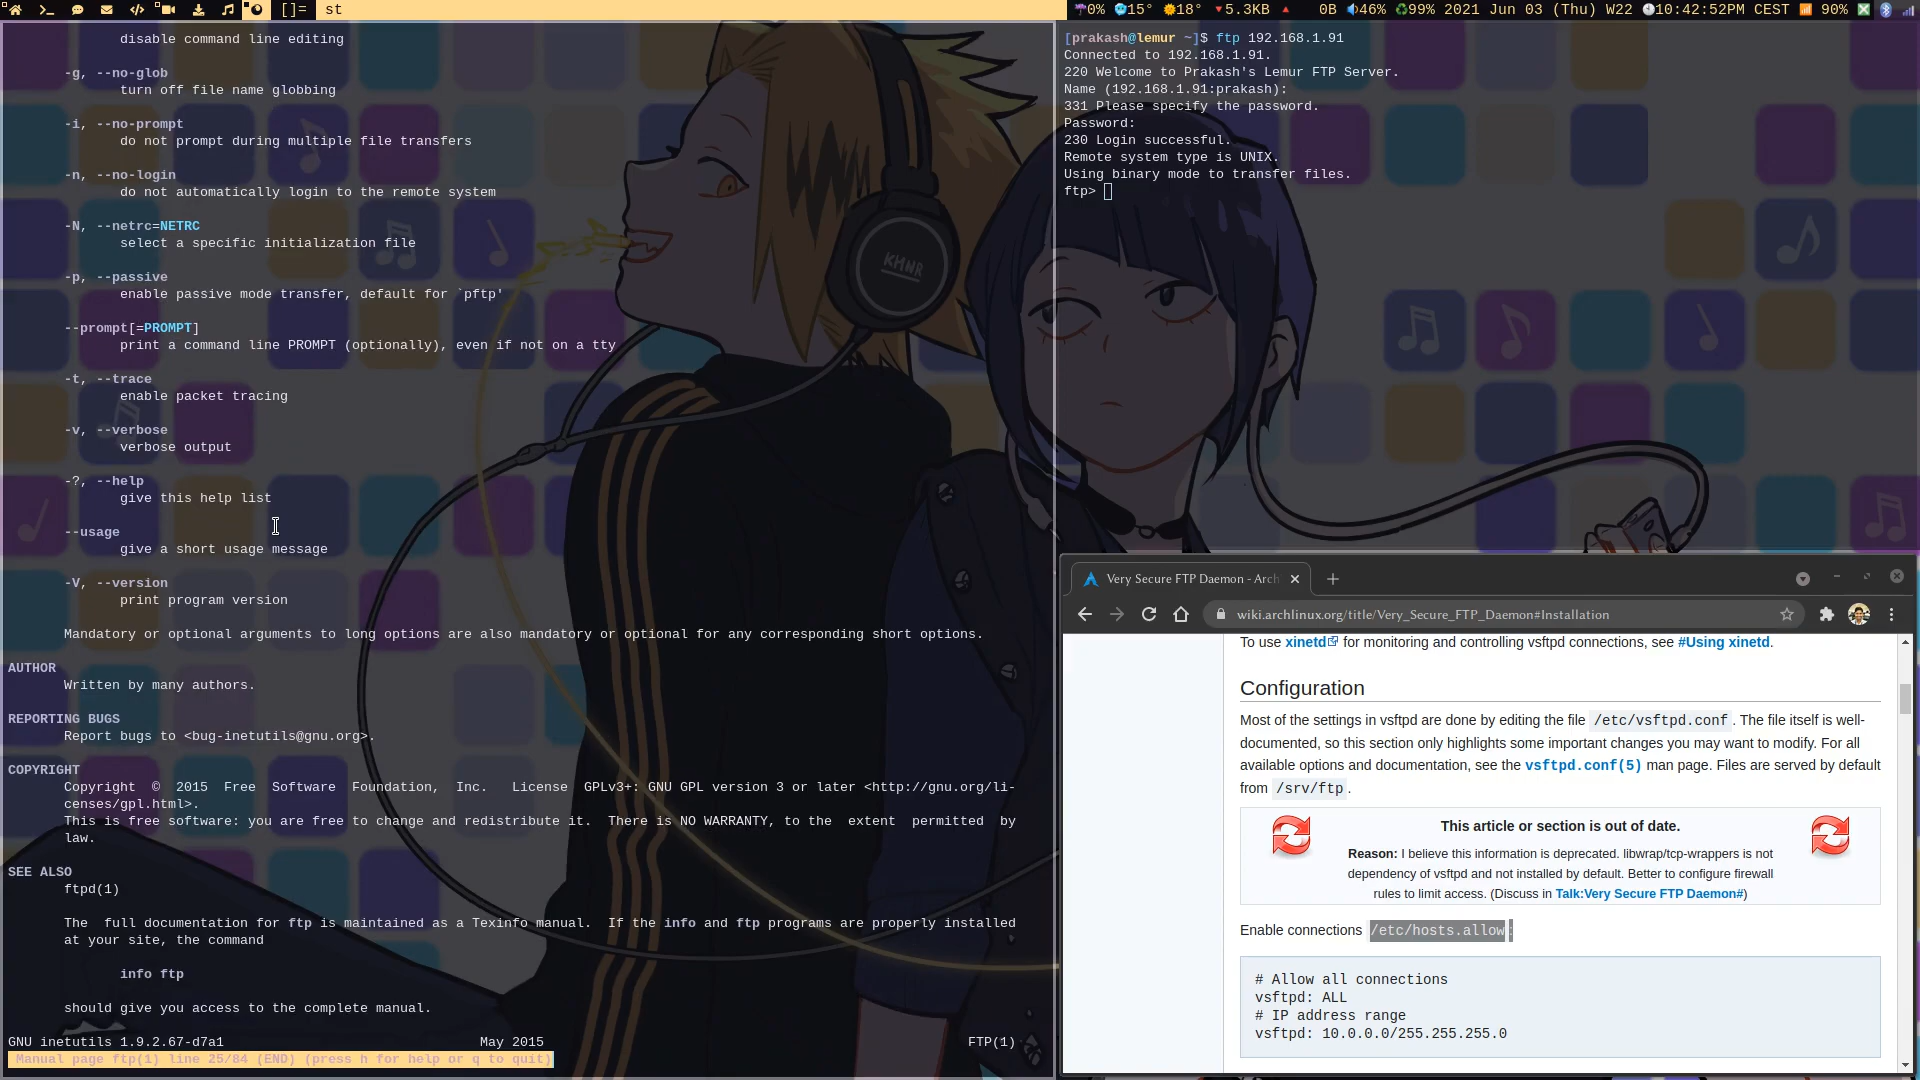 []= st
0% 15° 18° 5.3KB 0B 46% 99% 2021 Jun 03 (Thu) W22 10:42:52PM CEST 90%
disable command line editing
-g, --no-glob
turn off file name globbing
-i, --no-prompt
do not prompt during multiple file transfers
-n, --no-login
do not automatically login to the remote system
-N, --netrc=NETRC
select a specific initialization file
-p, --passive
enable passive mode transfer, default for `pftp'
--prompt[=PROMPT]
print a command line PROMPT (optionally), even if not on a tty
-t, --trace
enable packet tracing
-v, --verbose
verbose output
-?, --help
give this help list
--usage
give a short usage message
-V, --version
print program version
Mandatory or optional arguments to long options are also mandatory or optional for any corresponding short options.
AUTHOR
Written by many authors.
REPORTING BUGS
Report bugs to <bug-inetutils@gnu.org>.
COPYRIGHT
Copyright © 2015 Free Software Foundation, Inc. License GPLv3+: GNU GPL version 3 or later <http://gnu.org/li-
censes/gpl.html>.
This is free software: you are free to change and redistribute it. There is NO WARRANTY, to the extent permitted by
law.
SEE ALSO
ftpd(1)
The full documentation for ftp is maintained as a Texinfo manual. If the info and ftp programs are properly installed
at your site, the command
info ftp
should give you access to the complete manual.
GNU inetutils 1.9.2.67-d7a1 May 2015 FTP(1)
Manual page ftp(1) line 25/84 (END) (press h for help or q to quit)
[prakash@lemur ~]$ ftp 192.168.1.91
Connected to 192.168.1.91.
220 Welcome to Prakash's Lemur FTP Server.
Name (192.168.1.91:prakash):
331 Please specify the password.
Password:
230 Login successful.
Remote system type is UNIX.
Using binary mode to transfer files.
ftp>
KMNR
Very Secure FTP Daemon - Arch
wiki.archlinux.org/title/Very_Secure_FTP_Daemon#Installation
To use xinetd for monitoring and controlling vsftpd connections, see #Using xinetd.
Configuration
Most of the settings in vsftpd are done by editing the file /etc/vsftpd.conf. The file itself is well-
documented, so this section only highlights some important changes you may want to modify. For all
available options and documentation, see the vsftpd.conf(5) man page. Files are served by default
from /srv/ftp.
This article or section is out of date.
Reason: I believe this information is deprecated. libwrap/tcp-wrappers is not
dependency of vsftpd and not installed by default. Better to configure firewall
rules to limit access. (Discuss in Talk:Very Secure FTP Daemon#)
Enable connections /etc/hosts.allow:
# Allow all connections
vsftpd: ALL
# IP address range
vsftpd: 10.0.0.0/255.255.255.0